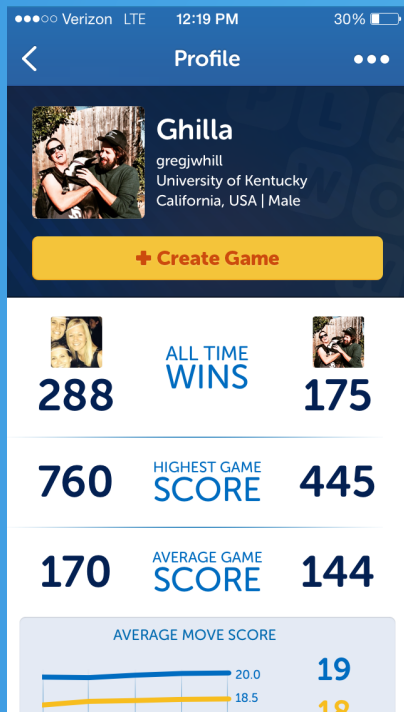 Verizon LTE 12:19 PM 30%
Profile
Ghilla
gregjwhill
University of Kentucky
California, USA | Male
+ Create Game
288 ALL TIME WINS 175
760 HIGHEST GAME SCORE 445
170 AVERAGE GAME SCORE 144
AVERAGE MOVE SCORE
20.0 19
18.5 18